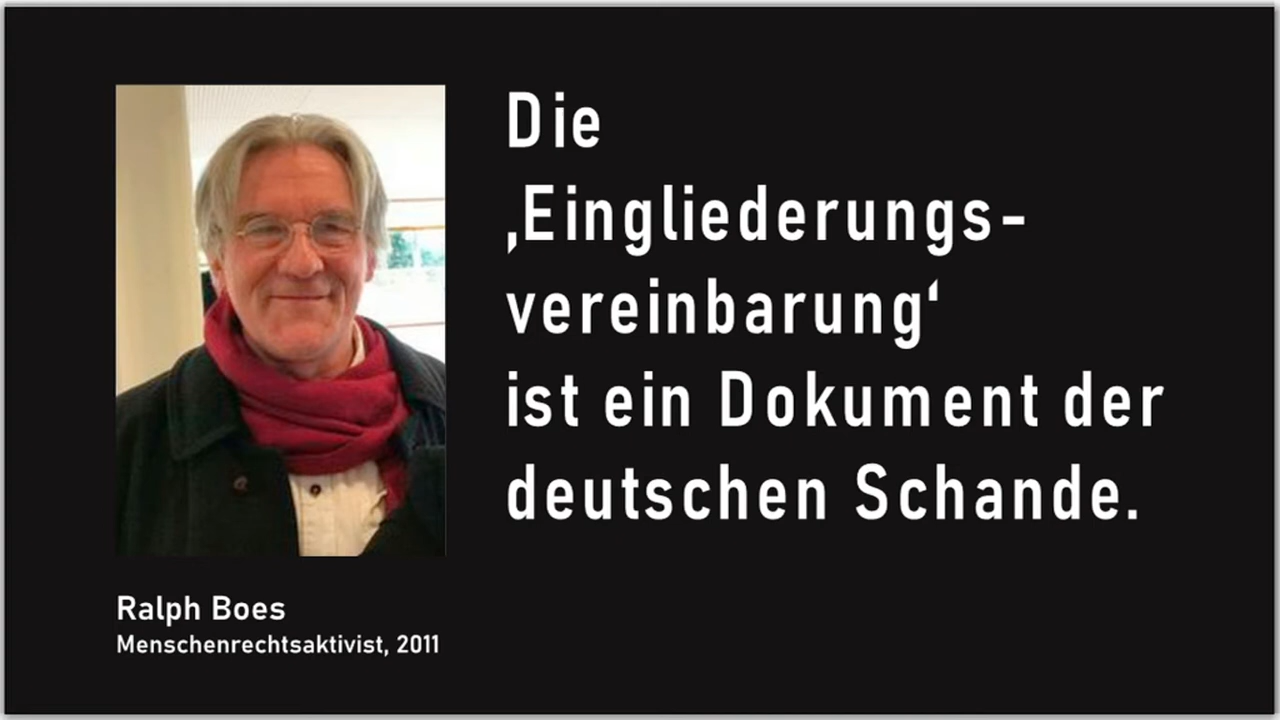 Die
‚Eingliederungs-
vereinbarung‘
ist ein Dokument der
deutschen Schande.
Ralph Boes
Menschenrechtsaktivist, 2011